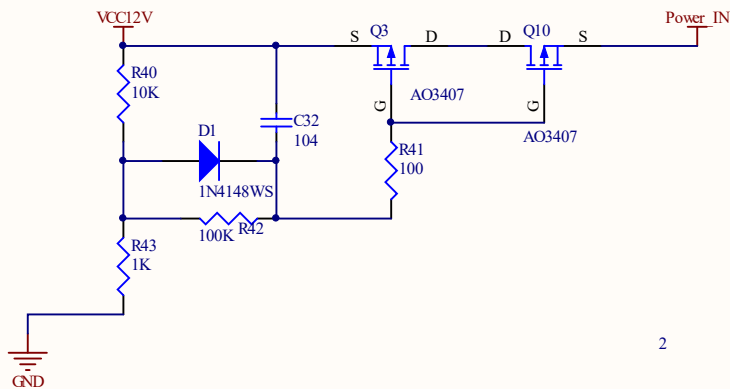 VCC12V
Power_IN
Q3
Q10
S
D
D
S
R40
10K
G
G
AO3407
AO3407
C32
104
D1
1N4148WS
R41
100
100K
R42
R43
1K
GND
2